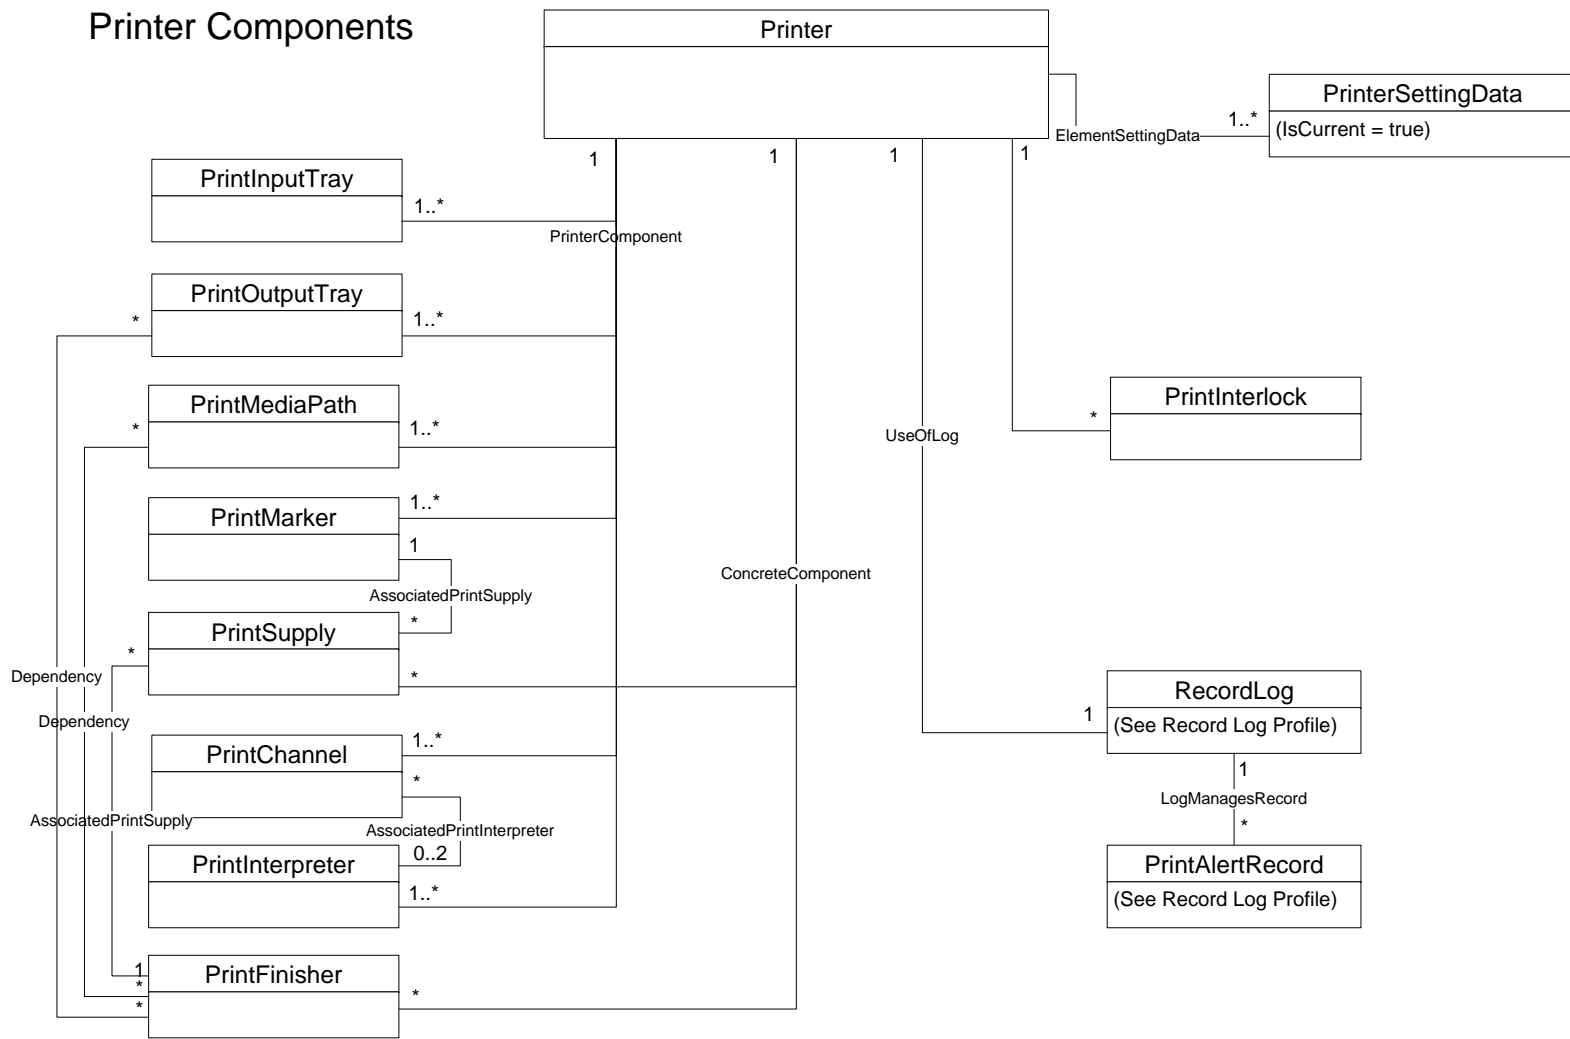 Printer Components
Printer
PrinterSettingData
1..*
(IsCurrent = true)
ElementSettingData
1
1
1
1
PrintInputTray
1..*
PrinterComponent
PrintOutputTray
*
1..*
PrintMediaPath
*
1..*
PrintInterlock
*
UseOfLog
PrintMarker
1..*
1
ConcreteComponent
AssociatedPrintSupply
PrintSupply
*
*
*
Dependency
Dependency
RecordLog
1
(See Record Log Profile)
PrintChannel
1..*
*
1
LogManagesRecord
*
AssociatedPrintSupply
AssociatedPrintInterpreter
0..2
PrintInterpreter
1..*
PrintAlertRecord
(See Record Log Profile)
PrintFinisher
1
*
*
*